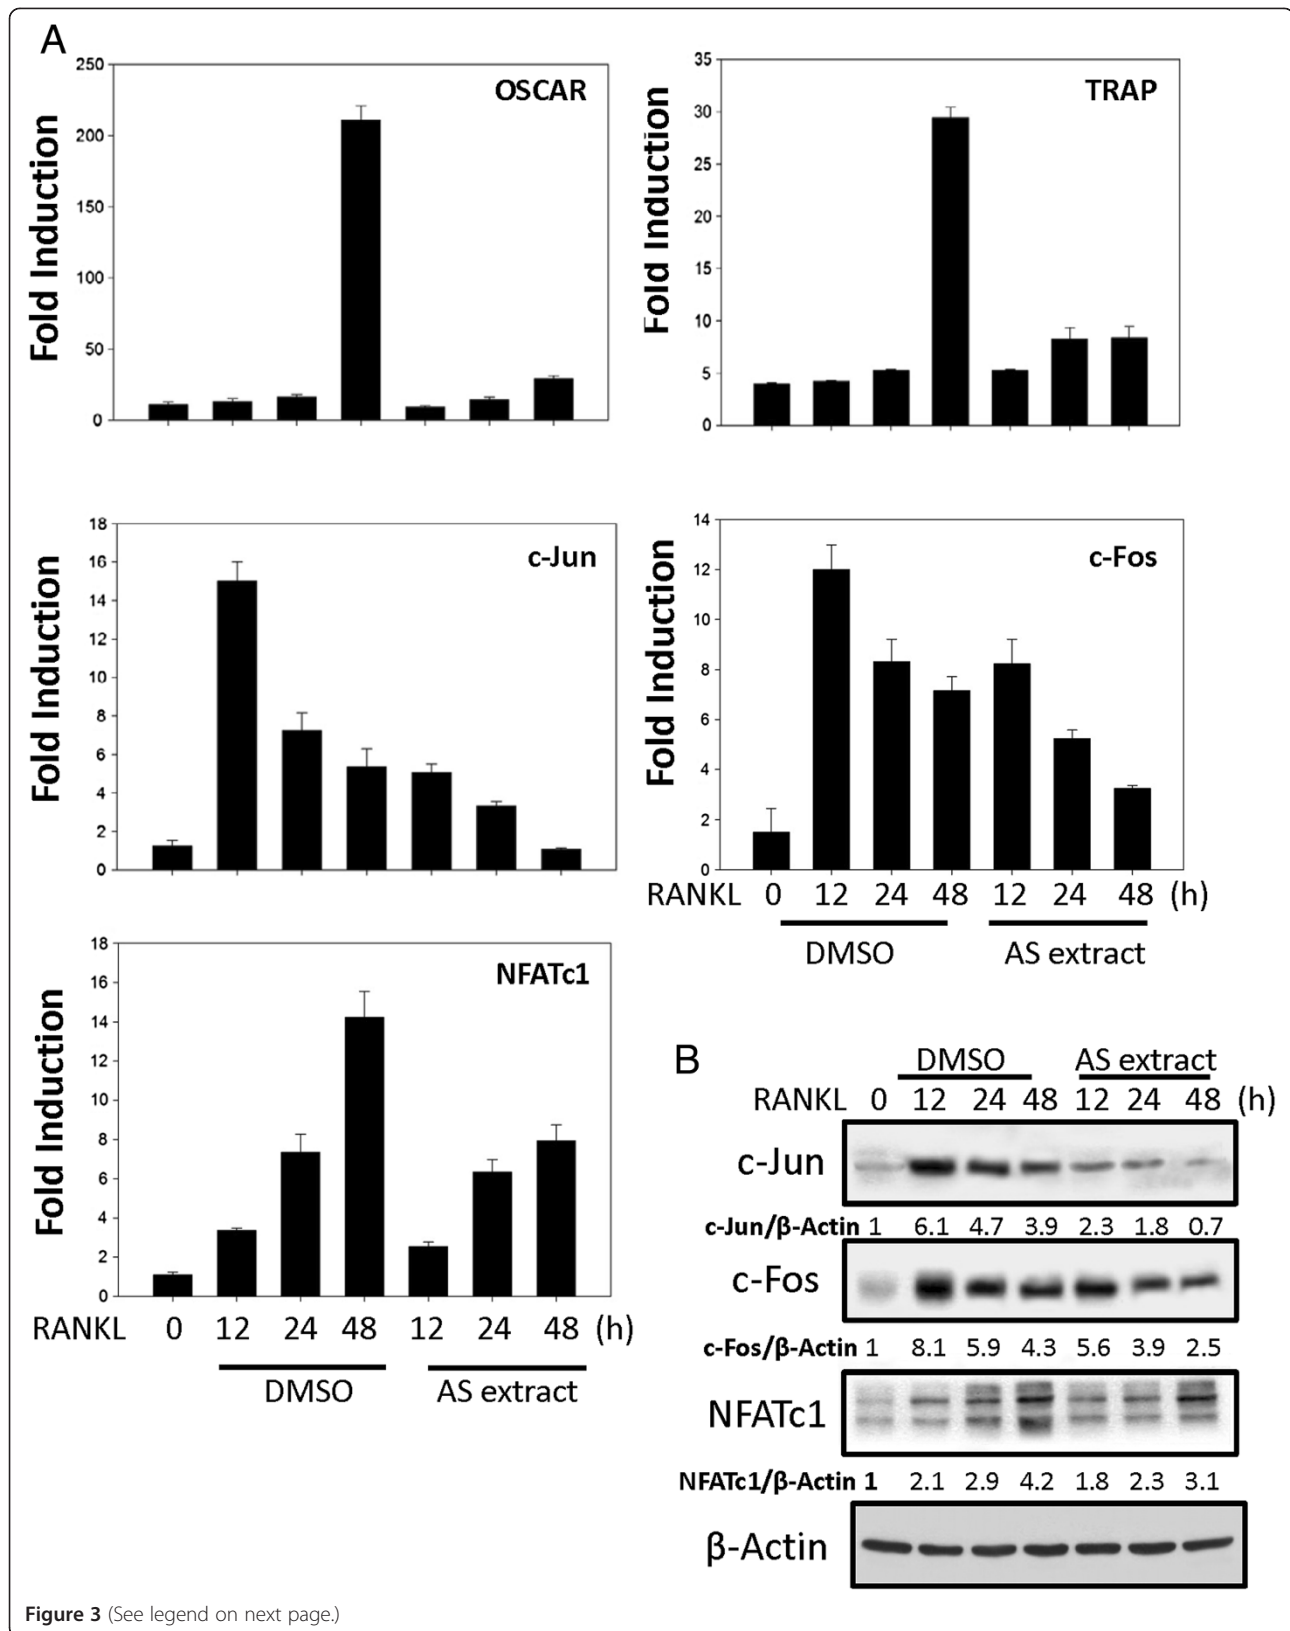 A
OSCAR
Fold Induction
250
200
150
100
50
0
TRAP
Fold Induction
35
30
25
20
15
10
5
0
c-Jun
Fold Induction
18
16
14
12
10
8
6
4
2
0
c-Fos
Fold Induction
14
12
10
8
6
4
2
0
RANKL 0 12 24 48 12 24 48 (h)
DMSO AS extract
NFATc1
Fold Induction
18
16
14
12
10
8
6
4
2
0
RANKL 0 12 24 48 12 24 48 (h)
DMSO AS extract
B
DMSO AS extract
RANKL 0 12 24 48 12 24 48 (h)
c-Jun
c-Jun/β-Actin 1 6.1 4.7 3.9 2.3 1.8 0.7
c-Fos
c-Fos/β-Actin 1 8.1 5.9 4.3 5.6 3.9 2.5
NFATc1
NFATc1/β-Actin 1 2.1 2.9 4.2 1.8 2.3 3.1
β-Actin
Figure 3 (See legend on next page.)